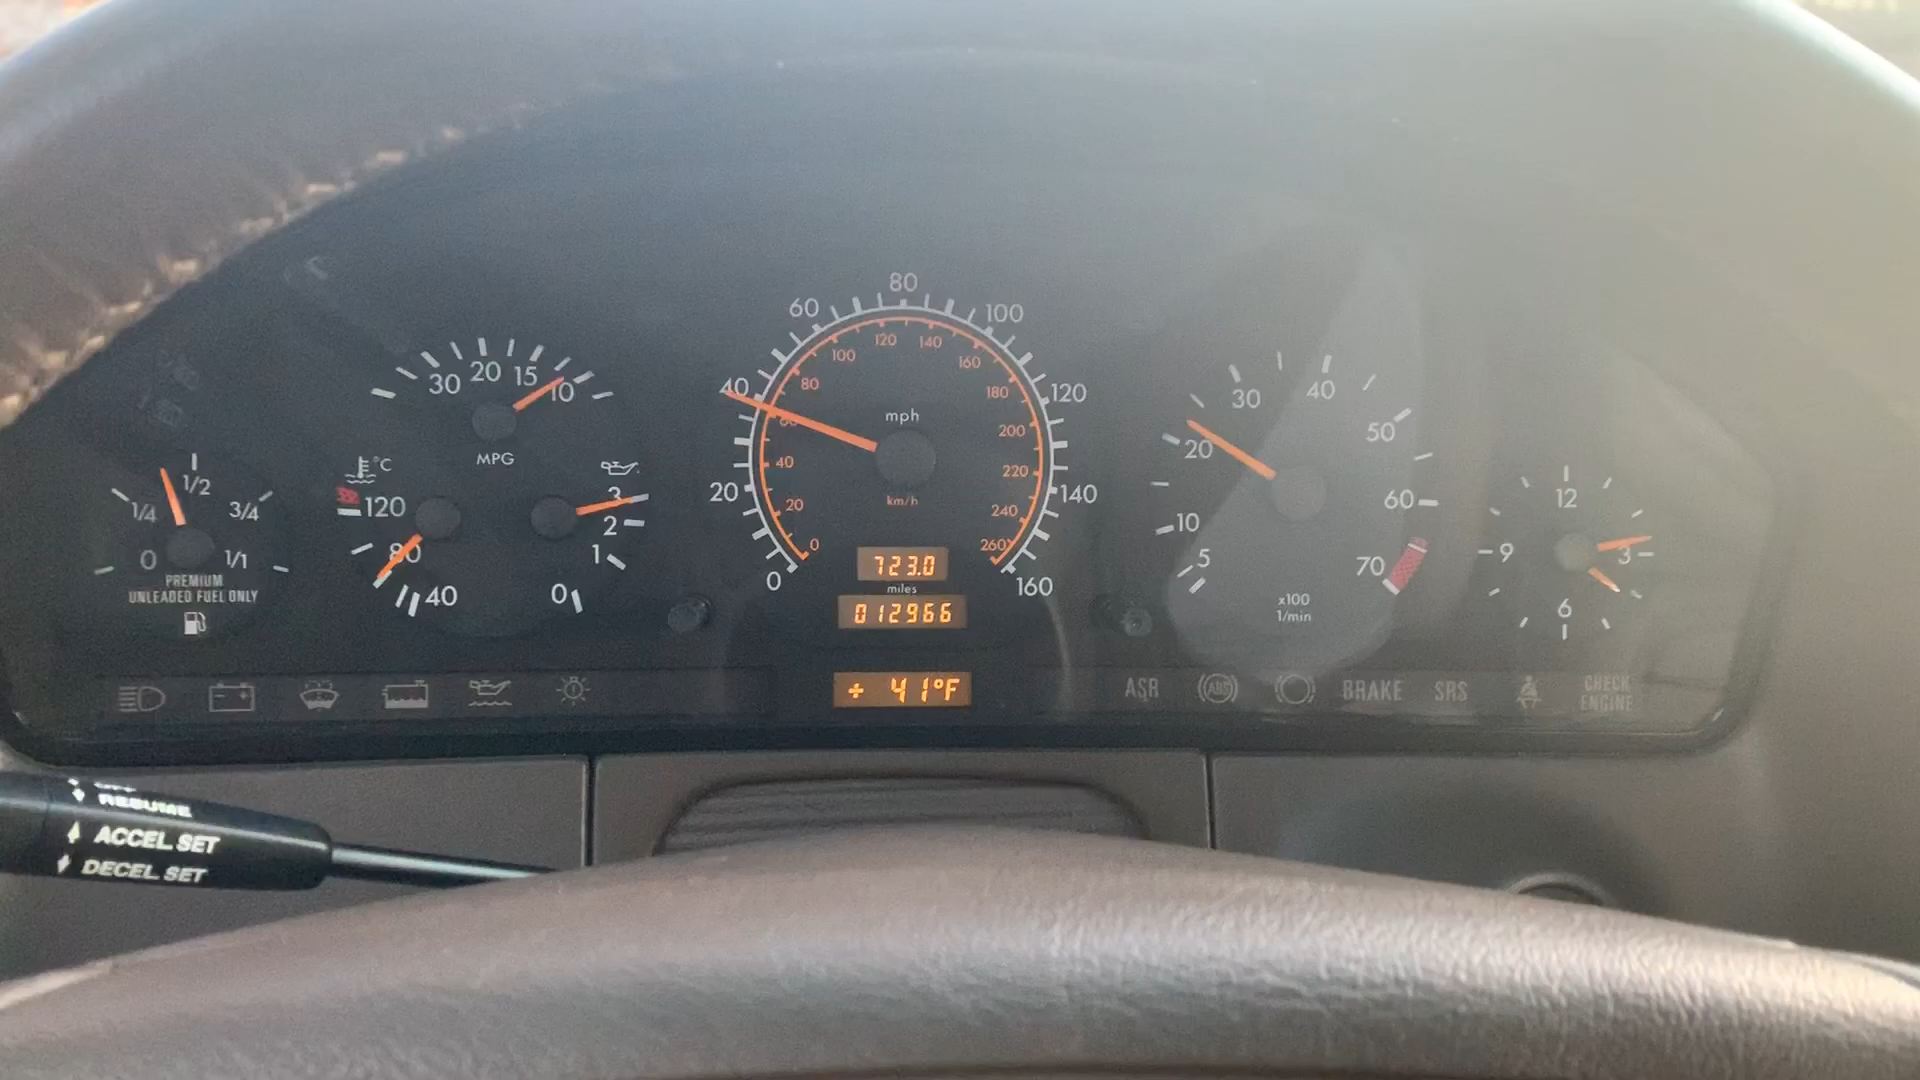 1/4
1/2
3/4
0
1/1
PREMIUM
UNLEADED FUEL ONLY
30
20
15
10
MPG
°C
120
80
40
3
2
1
0
0
20
40
60
80
100
120
140
160
mph
0
20
40
60
80
100
120
140
160
180
200
220
240
260
km/h
723.0
miles
012966
+ 41°F
5
10
20
30
40
50
60
70
x100
1/min
12
3
6
9
ASR
ABS
BRAKE
SRS
CHECK
ENGINE
RESUME
ACCEL SET
DECEL SET